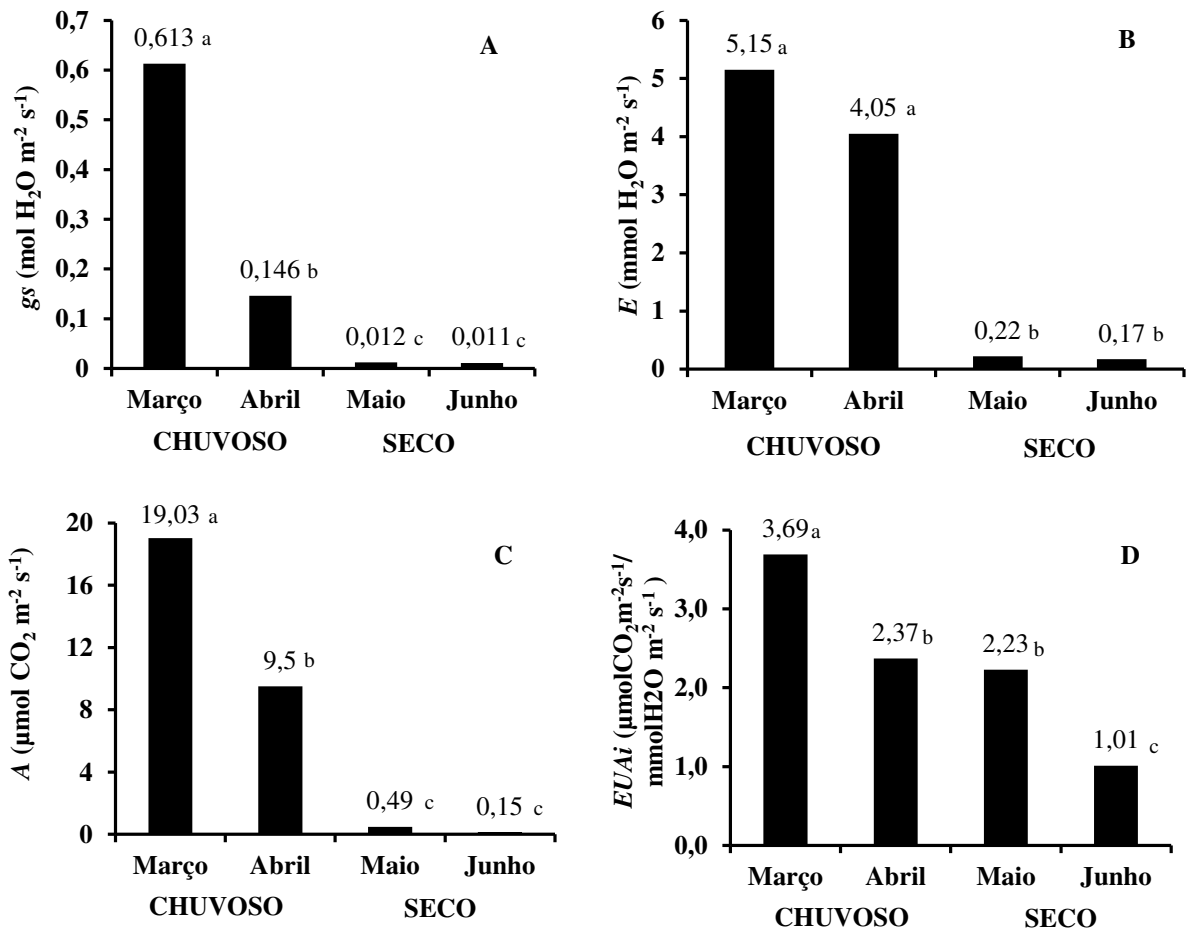 A
gs (mol H₂O m⁻² s⁻¹)
0,7
0,6
0,5
0,4
0,3
0,2
0,1
0
0,613 a
0,146 b
0,012 c
0,011 c
Março Abril Maio Junho
CHUVOSO SECO
B
E (mmol H₂O m⁻² s⁻¹)
6
5
4
3
2
1
0
5,15 a
4,05 a
0,22 b
0,17 b
Março Abril Maio Junho
CHUVOSO SECO
C
A (µmol CO₂ m⁻² s⁻¹)
20
16
12
8
4
0
19,03 a
9,5 b
0,49 c
0,15 c
Março Abril Maio Junho
CHUVOSO SECO
D
EUAi (µmolCO₂m⁻²s⁻¹/
mmolH2O m⁻² s⁻¹ )
4,0
3,0
2,0
1,0
0,0
3,69 a
2,37 b
2,23 b
1,01 c
Março Abril Maio Junho
CHUVOSO SECO